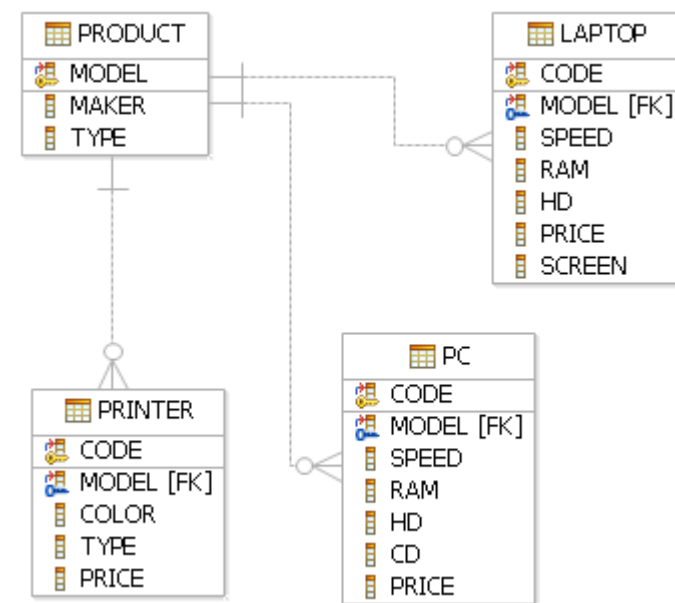 PRODUCT
MODEL
MAKER
TYPE
LAPTOP
CODE
MODEL [FK]
SPEED
RAM
HD
PRICE
SCREEN
PRINTER
CODE
MODEL [FK]
COLOR
TYPE
PRICE
PC
CODE
MODEL [FK]
SPEED
RAM
HD
CD
PRICE